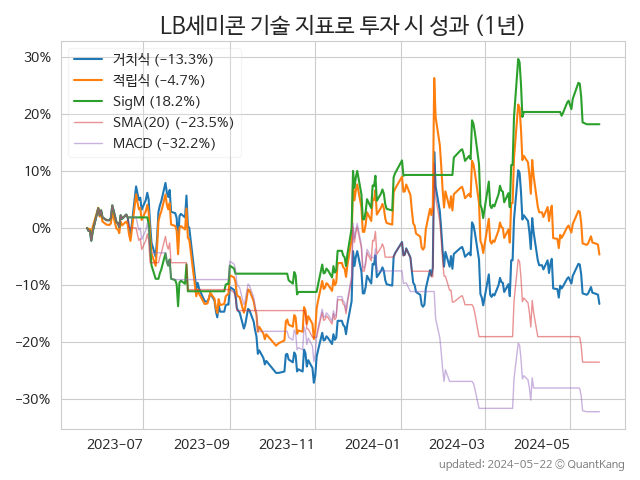 LB세미콘 기술 지표로 투자 시 성과 (1년)
30%
20%
10%
0%
−10%
−20%
−30%
거치식 (−13.3%)
적립식 (−4.7%)
SigM (18.2%)
SMA(20) (−23.5%)
MACD (−32.2%)
2023−07
2023−09
2023−11
2024−01
2024−03
2024−05
updated: 2024−05−22 © QuantKang